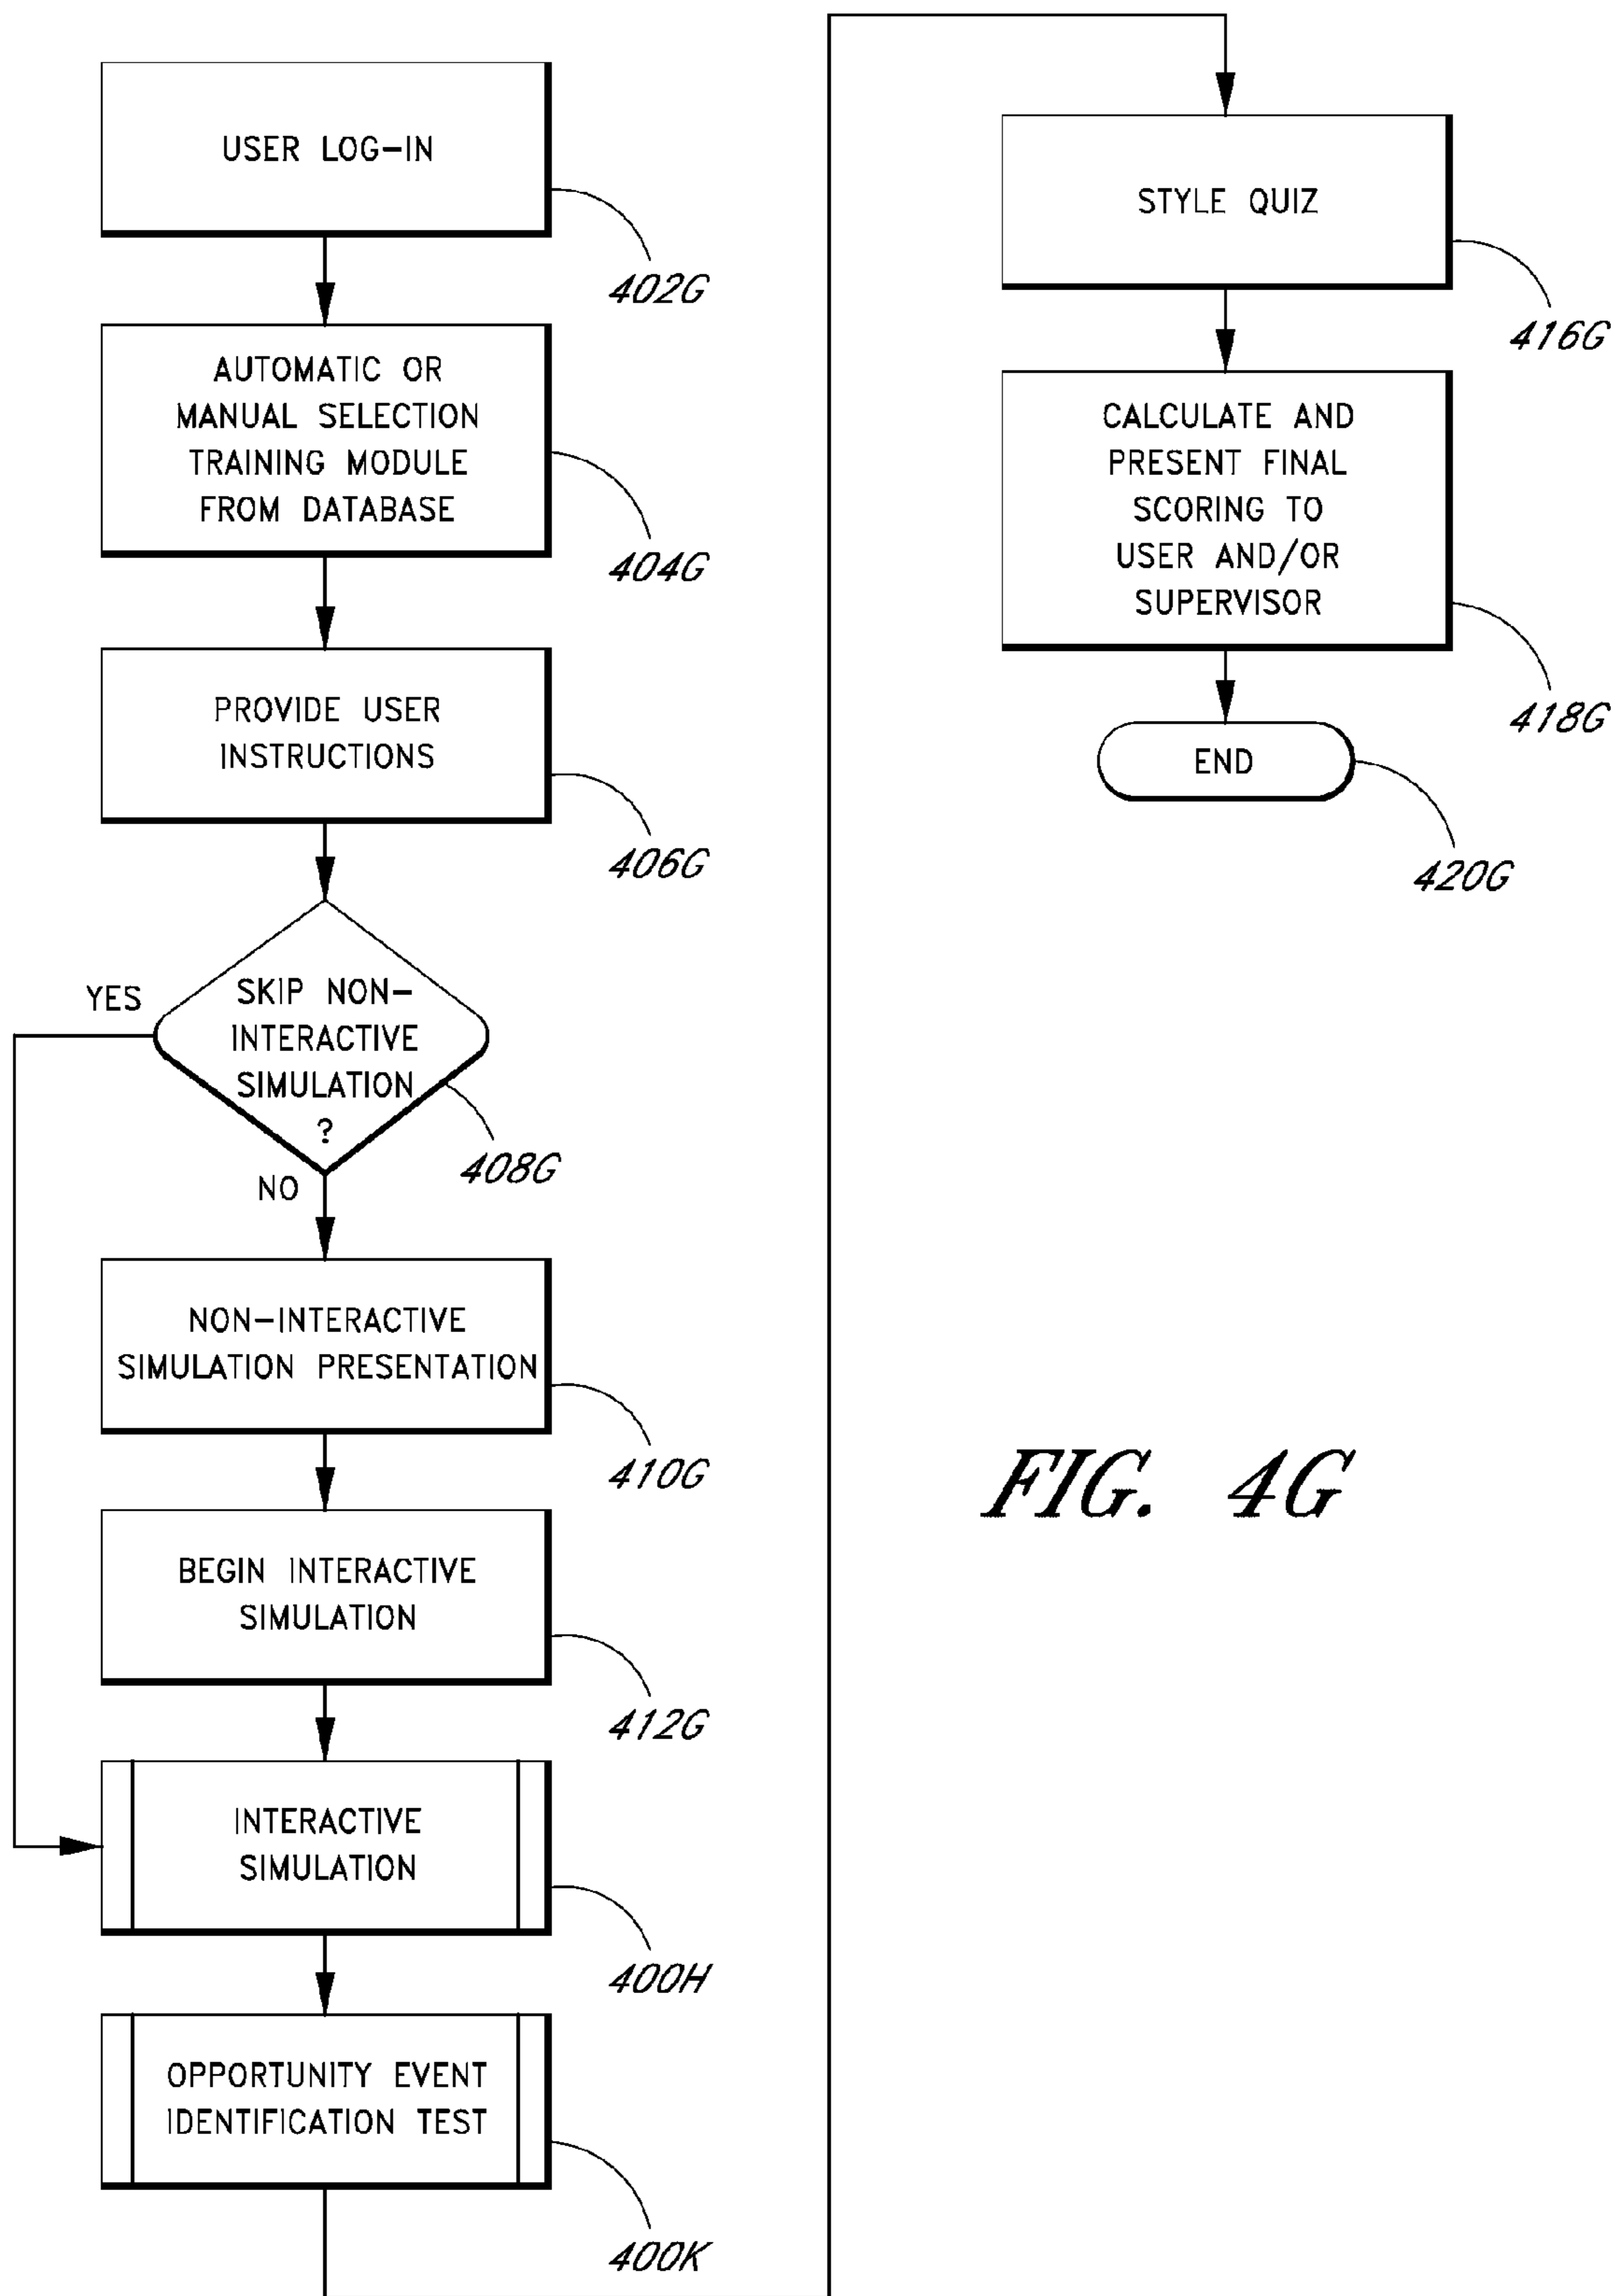 USER LOG-IN
402G
AUTOMATIC OR
MANUAL SELECTION
TRAINING MODULE
FROM DATABASE
404G
PROVIDE USER
INSTRUCTIONS
406G
YES
SKIP NON-
INTERACTIVE
SIMULATION
?
408G
NO
NON-INTERACTIVE
SIMULATION PRESENTATION
410G
BEGIN INTERACTIVE
SIMULATION
412G
INTERACTIVE
SIMULATION
400H
OPPORTUNITY EVENT
IDENTIFICATION TEST
400K
STYLE QUIZ
416G
CALCULATE AND
PRESENT FINAL
SCORING TO
USER AND/OR
SUPERVISOR
418G
END
420G
FIG. 4G